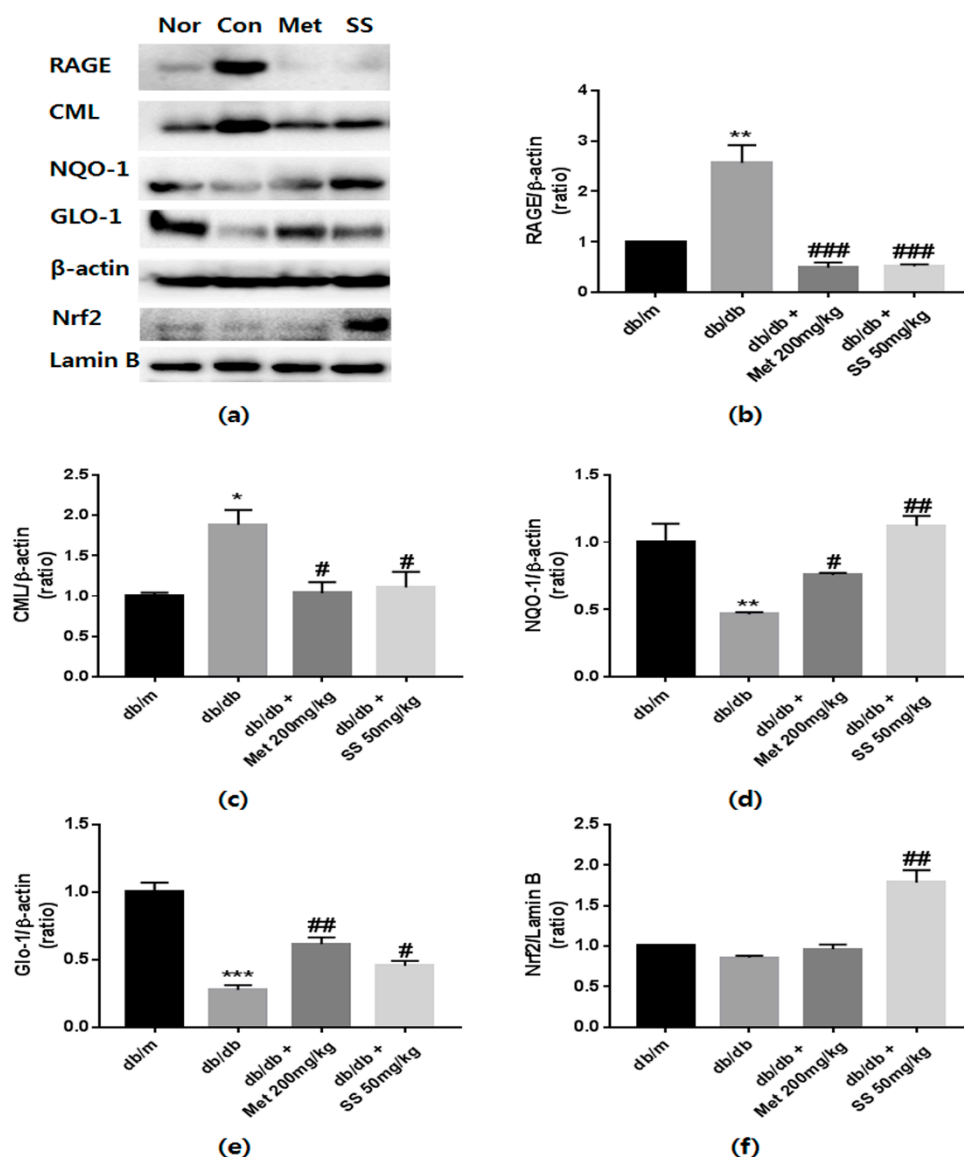 Nor Con Met SS
RAGE
CML
NQO-1
GLO-1
β-actin
Nrf2
Lamin B
(a)
RAGE/β-actin
(ratio)
4
3
2
1
0
**
###
###
db/m
db/db
db/db +
Met 200mg/kg
db/db +
SS 50mg/kg
(b)
CML/β-actin
(ratio)
2.5
2.0
1.5
1.0
0.5
0.0
*
#
#
db/m
db/db
db/db +
Met 200mg/kg
db/db +
SS 50mg/kg
(c)
NQO-1/β-actin
(ratio)
1.5
1.0
0.5
0.0
**
#
##
db/m
db/db
db/db +
Met 200mg/kg
db/db +
SS 50mg/kg
(d)
Glo-1/β-actin
(ratio)
1.5
1.0
0.5
0.0
***
##
#
db/m
db/db
db/db +
Met 200mg/kg
db/db +
SS 50mg/kg
(e)
Nrf2/Lamin B
(ratio)
2.5
2.0
1.5
1.0
0.5
0.0
##
db/m
db/db
db/db +
Met 200mg/kg
db/db +
SS 50mg/kg
(f)